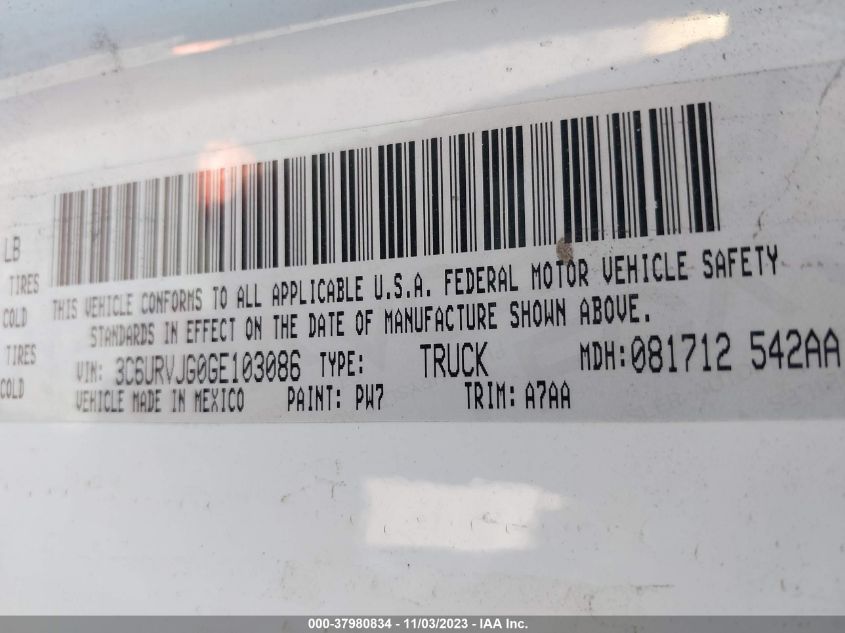 LB
TIRES
COLD
TIRES
COLD
THIS VEHICLE CONFORMS TO ALL APPLICABLE U.S.A. FEDERAL MOTOR VEHICLE SAFETY
STANDARDS IN EFFECT ON THE DATE OF MANUFACTURE SHOWN ABOVE.
VIN: 3C6URVJG0GE103086 TYPE: TRUCK MDH: 081712 542AA
VEHICLE MADE IN MEXICO PAINT: PW7 TRIM: A7AA
000-37980834 - 11/03/2023 - IAA Inc.